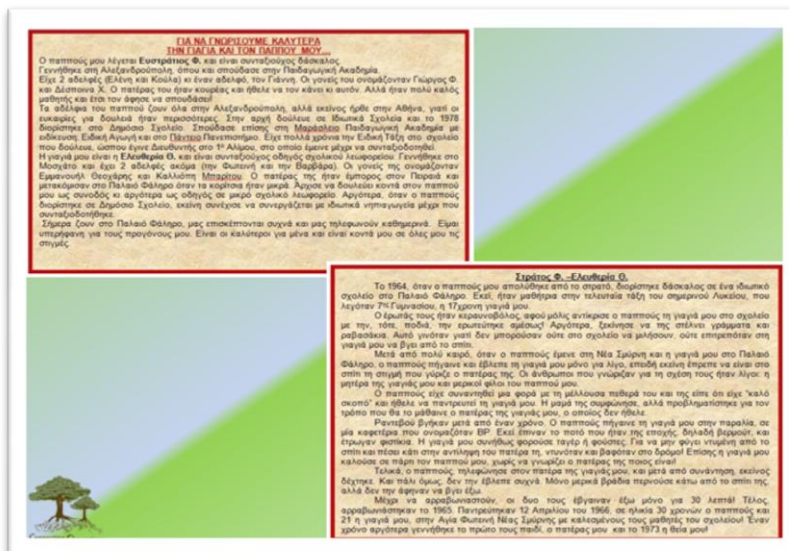 ΓΙΑ ΝΑ ΓΝΩΡΙΣΟΥΜΕ ΚΑΛΥΤΕΡΑ
ΤΗΝ ΓΙΑΓΙΑ ΚΑΙ ΤΟΝ ΠΑΠΠΟΥ ΜΟΥ...
Ο παππούς μου λέγεται Ευστράτιος Φ. και είναι συνταξιούχος δάσκαλος.
Γεννήθηκε στη Αλεξανδρούπολη, όπου και σπούδασε στην Παιδαγωγική Ακαδημία.
Είχε 2 αδελφές (Ελένη και Κούλα) κι έναν αδελφό, τον Γιάννη. Οι γονείς του ονομάζονταν Γιώργος Φ.
και Δέσποινα Χ. Ο πατέρας του ήταν κουρέας και ήθελε να τον κάνει κι αυτόν. Αλλά ήταν πολύ καλός
μαθητής και έτσι τον άφησε να σπουδάσει!
Τα αδέλφια του παππού ζουν όλα στην Αλεξανδρούπολη, αλλά εκείνος ήρθε στην Αθήνα, γιατί οι
ευκαιρίες για δουλειά ήταν περισσότερες. Στην αρχή δούλευε σε Ιδιωτικά Σχολεία και το 1978
διορίστηκε στο Δημόσιο Σχολείο. Σπούδασε επίσης στη Μαράσλειο Παιδαγωγική Ακαδημία με
ειδίκευση. Ειδική Αγωγή και στο Πάντειο Πανεπιστήμιο. Είχε πολλά χρόνια την Ειδική Τάξη στο σχολείο
που δούλευε, ώσπου έγινε Διευθυντής στο 1ο Αλίμου, στο οποίο έμεινε μέχρι να συνταξιοδοτηθεί.
Η γιαγιά μου είναι η Ελευθερία Θ. και είναι συνταξιούχος οδηγός σχολικού λεωφορείου. Γεννήθηκε στο
Μοσχάτο και έχει 2 αδελφές ακόμα (την Φωτεινή και την Βαρβάρα). Οι γονείς της ονομάζονταν
Εμμανουήλ Θεοχάρης και Καλλιόπη Μπαρίτου. Ο πατέρας της ήταν έμπορος στον Πειραιά και
μετακόμισαν στο Παλαιό Φάληρο όταν τα κορίτσια ήταν μικρά. Άρχισε να δουλεύει κοντά στον παππού
μου ως συνοδός κι αργότερα ως οδηγός σε μικρό σχολικό λεωφορείο. Αργότερα, όταν ο παππούς
διορίστηκε σε Δημόσιο Σχολείο, εκείνη συνέχισε να συνεργάζεται με ιδιωτικά νηπιαγωγεία μέχρι που
συνταξιοδοτήθηκε.
Σήμερα ζουν στο Παλαιό Φάληρο, μας επισκέπτονται συχνά και μας τηλεφωνούν καθημερινά. Είμαι
υπερήφανη για τους προγόνους μου. Είναι οι καλύτεροι για μένα και είναι κοντά μου σε όλες μου τις
στιγμές.
Στράτος Φ. –Ελευθερία Θ.
Το 1964, όταν ο παππούς μου απολύθηκε από το στρατό, διορίστηκε δάσκαλος σε ένα ιδιωτικό
σχολείο στο Παλαιό Φάληρο. Εκεί, ήταν μαθήτρια στην τελευταία τάξη του σημερινού Λυκείου, που
λεγόταν 7η Γυμνασίου, η 17χρονη γιαγιά μου.
Ο έρωτάς τους ήταν κεραυνοβόλος, αφού μόλις αντίκρισε ο παππούς τη γιαγιά μου στο σχολείο
με την, τότε, ποδιά, την ερωτεύτηκε αμέσως! Αργότερα, ξεκίνησε να της στέλνει γράμματα και
ραβασάκια. Αυτό γινόταν γιατί δεν μπορούσαν ούτε στο σχολείο να μιλήσουν, ούτε επιτρεπόταν στη
γιαγιά μου να βγει από το σπίτι.
Μετά από πολύ καιρό, όταν ο παππούς έμενε στη Νέα Σμύρνη και η γιαγιά μου στο Παλαιό
Φάληρο, ο παππούς πήγαινε και έβλεπε τη γιαγιά μου μόνο για λίγο, επειδή εκείνη έπρεπε να είναι στο
σπίτι τη στιγμή που γύριζε ο πατέρας της. Οι άνθρωποι που γνώριζαν για τη σχέση τους ήταν λίγοι: η
μητέρα της γιαγιάς μου και μερικοί φίλοι του παππού μου.
Ο παππούς είχε συναντηθεί μια φορά με τη μέλλουσα πεθερά του και της είπε ότι είχε "καλό
σκοπό" και ήθελε να παντρευτεί τη γιαγιά μου. Η μαμά της συμφώνησε, αλλά προβληματίστηκε για τον
τρόπο που θα το μάθαινε ο πατέρας της γιαγιάς μου, ο οποίος δεν ήθελε.
Ραντεβού βγήκαν μετά από έναν χρόνο. Ο παππούς πήγαινε τη γιαγιά μου στην παραλία, σε
μία καφετέρια που ονομαζόταν BP. Εκεί έπιναν το ποτό που ήταν της εποχής, δηλαδή βερμούτ, και
έτρωγαν φιστίκια. Η γιαγιά μου συνήθως φορούσε ταγέρ ή φούστες. Για να μην φύγει ντυμένη από το
σπίτι και πέσει κάτι στην αντίληψη του πατέρα τη, ντυνόταν και βαφόταν στο δρόμο! Επίσης η γιαγιά μου
καλούσε σε πάρτι τον παππού μου, χωρίς να γνωρίζει ο πατέρας της ποιος είναι!
Τελικά, ο παππούς, τηλεφώνησε στον πατέρα της γιαγιάς μου, και μετά από συνάντηση, εκείνος
δέχτηκε. Και πάλι όμως, δεν την έβλεπε συχνά. Μόνο μερικά βράδια περνούσε κάτω από το σπίτι της,
αλλά δεν την άφηναν να βγει έξω.
Μέχρι να αρραβωνιαστούν, οι δυο τους έβγαιναν έξω μόνο για 30 λεπτά! Τέλος,
αρραβωνιάστηκαν το 1965. Παντρεύτηκαν 12 Απριλίου του 1966, σε ηλικία 30 χρονών ο παππούς και
21 η γιαγιά μου, στην Αγία Φωτεινή Νέας Σμύρνης με καλεσμένους τους μαθητές του σχολείου! Έναν
χρόνο αργότερα γεννήθηκε το πρώτο τους παιδί, ο πατέρας μου και το 1973 η θεία μου!